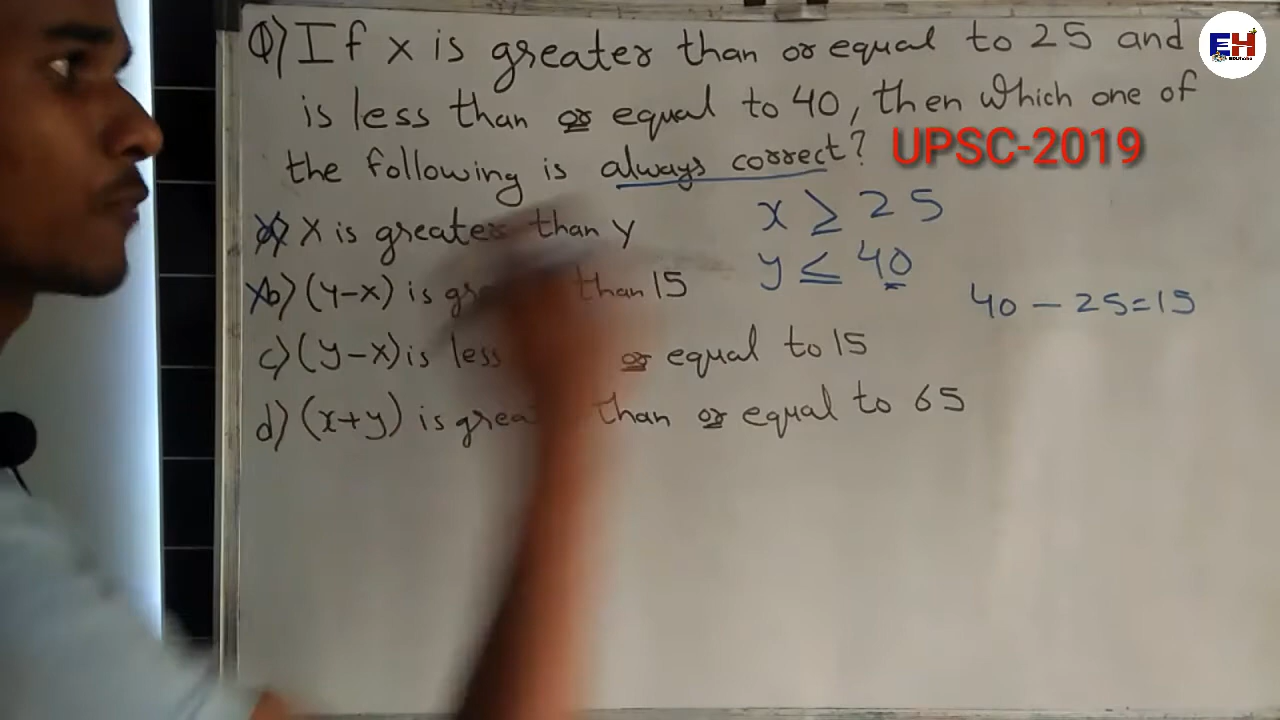 Q) If x is greater than or equal to 25 and
is less than or equal to 40, then which one of
the following is always correct?
UPSC-2019
a) x is greater than y
b) (y-x) is than 15
c) (y-x) is less or equal to 15
d) (x+y) is than or equal to 65
x ≥ 25
y ≤ 40
40 - 25 = 15
EH